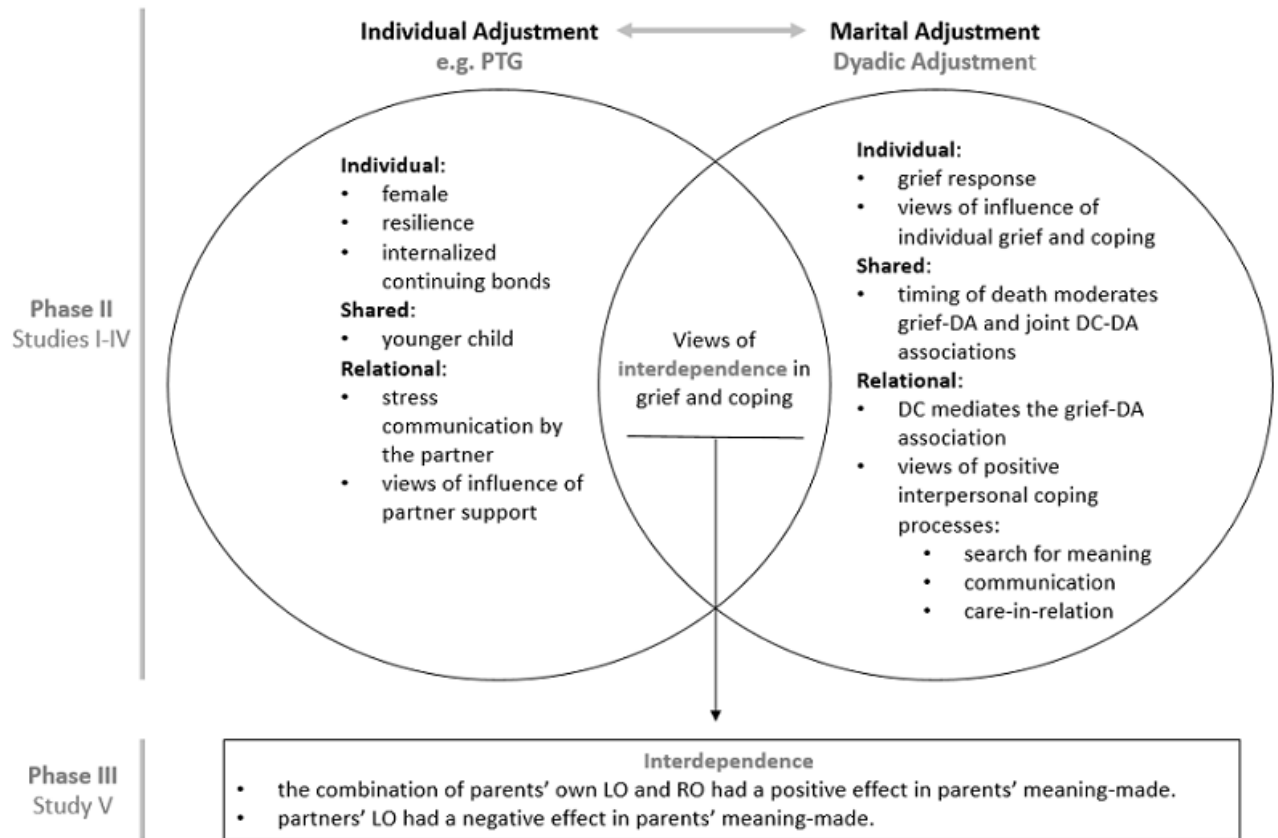 Individual Adjustment
e.g. PTG
Marital Adjustment
Dyadic Adjustment
Phase II
Studies I-IV
Individual:
• female
• resilience
• internalized
continuing bonds
Shared:
• younger child
Relational:
• stress
communication by
the partner
• views of influence of
partner support
Views of
interdependence in
grief and coping
Individual:
• grief response
• views of influence of
individual grief and coping
Shared:
• timing of death moderates
grief-DA and joint DC-DA
associations
Relational:
• DC mediates the grief-DA
association
• views of positive
interpersonal coping
processes:
• search for meaning
• communication
• care-in-relation
Phase III
Study V
Interdependence
• the combination of parents’ own LO and RO had a positive effect in parents’ meaning-made.
• partners’ LO had a negative effect in parents’ meaning-made.